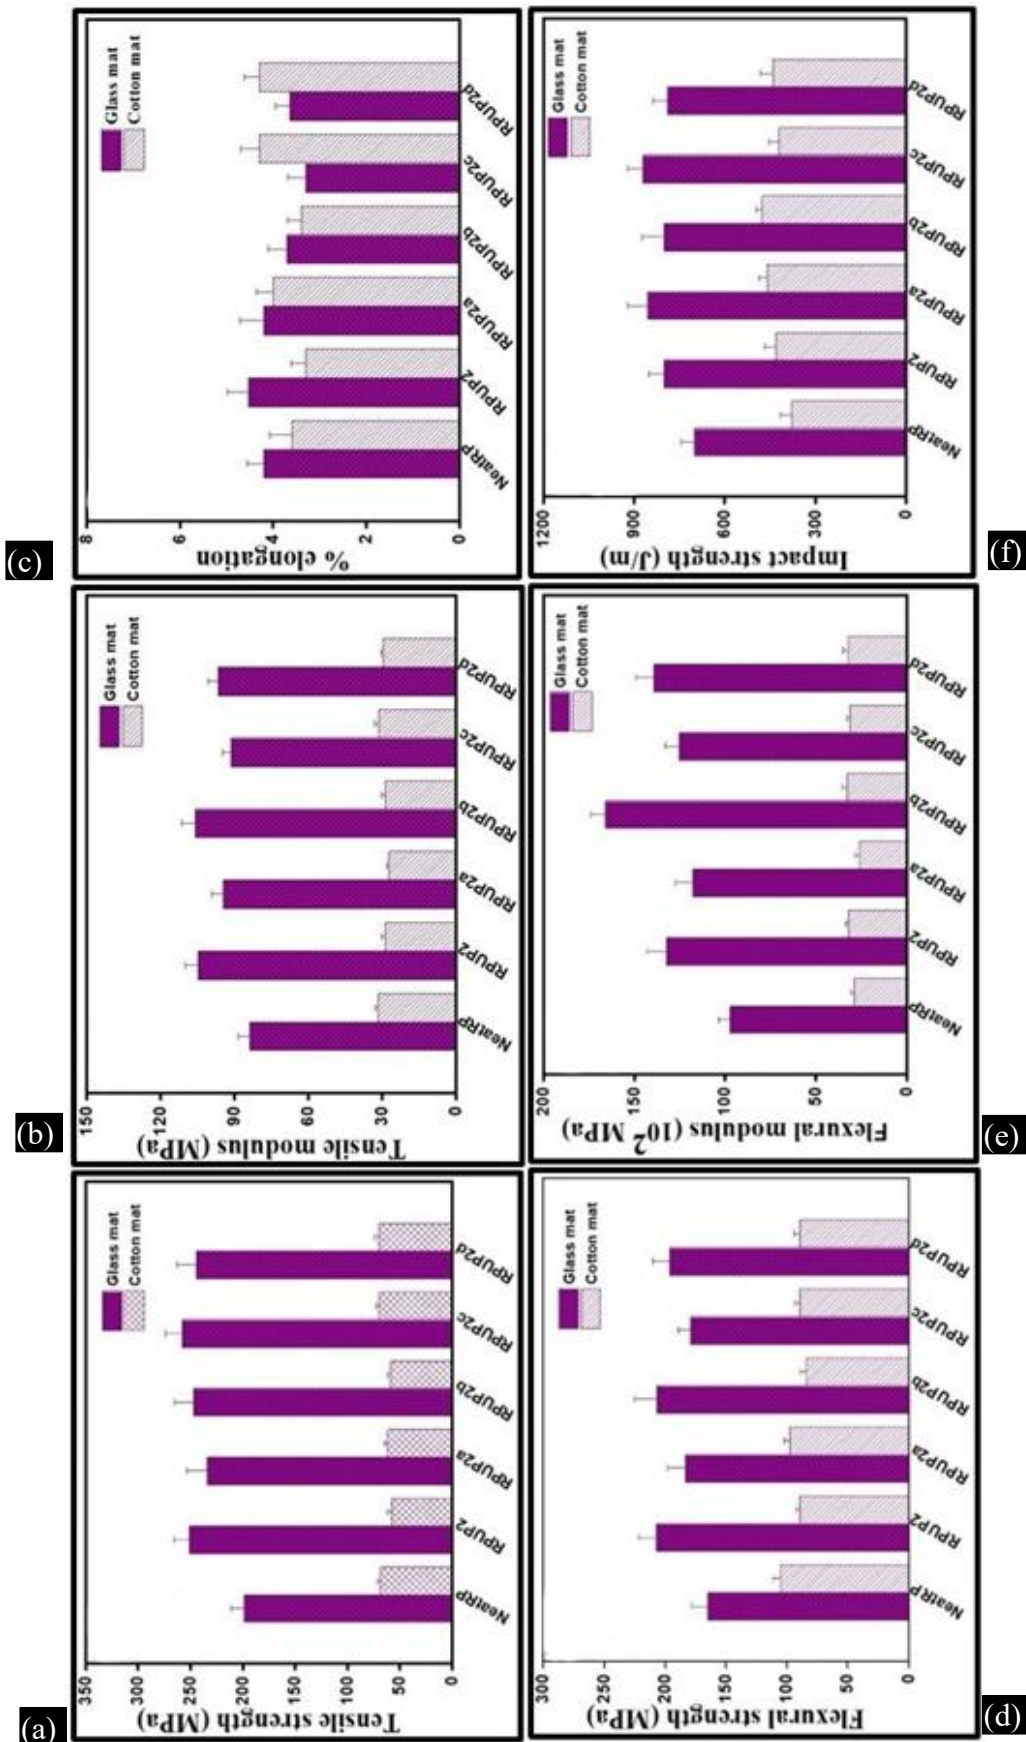 (a)
Tensile strength (MPa)
350
300
250
200
150
100
50
0
Glass mat
Cotton mat
NeatRP
RPUP2
RPUP2a
RPUP2b
RPUP2c
RPUP2d
(b)
Tensile modulus (MPa)
150
120
90
60
30
0
Glass mat
Cotton mat
NeatRP
RPUP2
RPUP2a
RPUP2b
RPUP2c
RPUP2d
(c)
% elongation
8
6
4
2
0
Glass mat
Cotton mat
NeatRP
RPUP2
RPUP2a
RPUP2b
RPUP2c
RPUP2d
(d)
Flexural strength (MPa)
300
250
200
150
100
50
0
Glass mat
Cotton mat
NeatRP
RPUP2
RPUP2a
RPUP2b
RPUP2c
RPUP2d
(e)
Flexural modulus (10² MPa)
200
150
100
50
0
Glass mat
Cotton mat
NeatRP
RPUP2
RPUP2a
RPUP2b
RPUP2c
RPUP2d
(f)
Impact strength (J/m)
1200
900
600
300
0
Glass mat
Cotton mat
NeatRP
RPUP2
RPUP2a
RPUP2b
RPUP2c
RPUP2d